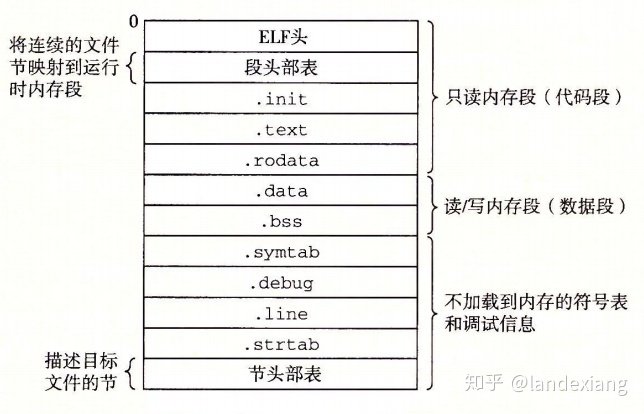 0
ELF头
将连续的文件
节映射到运行
时内存段
段头部表
.init
.text
.rodata
只读内存段（代码段）
.data
.bss
读/写内存段（数据段）
.symtab
.debug
.line
.strtab
不加载到内存的符号表
和调试信息
描述目标
文件的节
节头部表
知乎 @landexiang